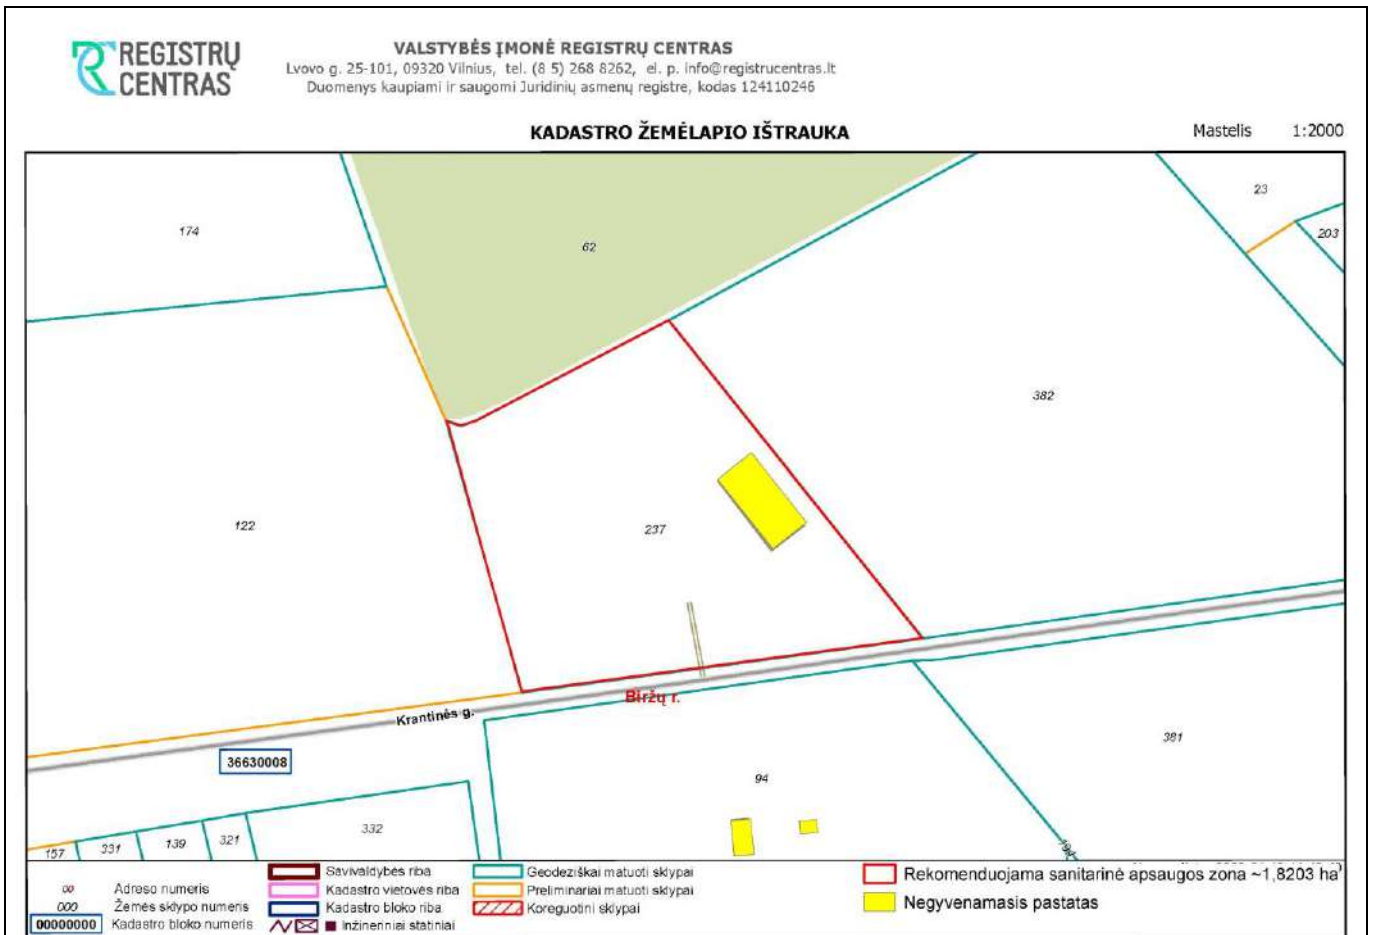 REGISTRŲ
CENTRAS
VALSTYBĖS ĮMONĖ REGISTRŲ CENTRAS
Lvovo g. 25-101, 09320 Vilnius, tel. (8 5) 268 8262, el. p. info@registrucentras.lt
Duomenys kaupiami ir saugomi Juridinių asmenų registre, kodas 124110246
KADASTRO ŽEMĖLAPIO IŠTRAUKA
Mastelis 1:2000
174
62
23
203
382
122
237
Biržų r.
Krantinės g.
36630008
381
94
332
321
139
331
157
194
Savivaldybės riba
Geodeziškai matuoti sklypai
Rekomenduojama sanitarinė apsaugos zona ~1,8203 ha
00 Adreso numeris
Kadastro vietovės riba
Preliminariai matuoti sklypai
000 Žemės sklypo numeris
Kadastro bloko riba
Koreguotini sklypai
Negyvenamasis pastatas
00000000 Kadastro bloko numeris
Inžineriniai statiniai